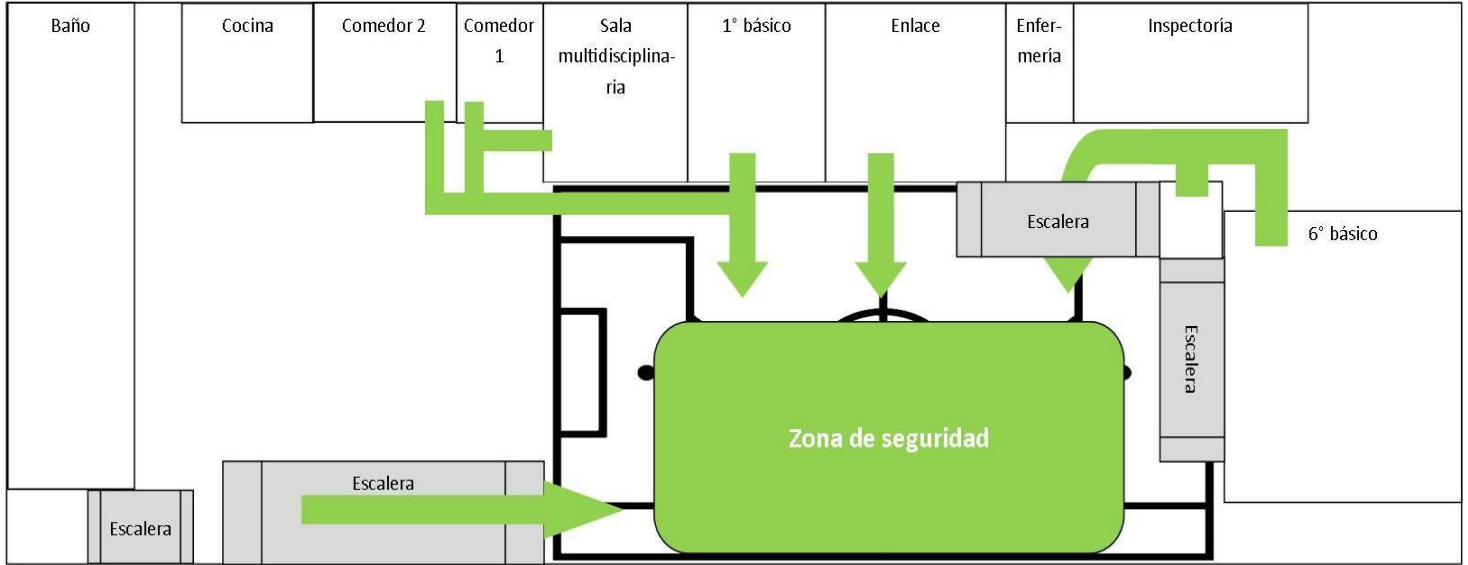 Baño
Cocina
Comedor 2
Comedor
1
Sala
multidisciplina-
ria
1° básico
Enlace
Enfer-
mería
Inspectoría
Escalera
6° básico
Escalera
Zona de seguridad
Escalera
Escalera